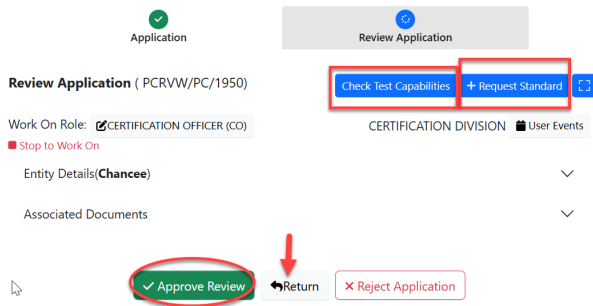 Application
Review Application
Review Application ( PCRVW/PC/1950)
Check Test Capabilities
+ Request Standard
Work On Role: CERTIFICATION OFFICER (CO)
CERTIFICATION DIVISION
User Events
Stop to Work On
Entity Details(Chancee)
Associated Documents
Approve Review
Return
Reject Application